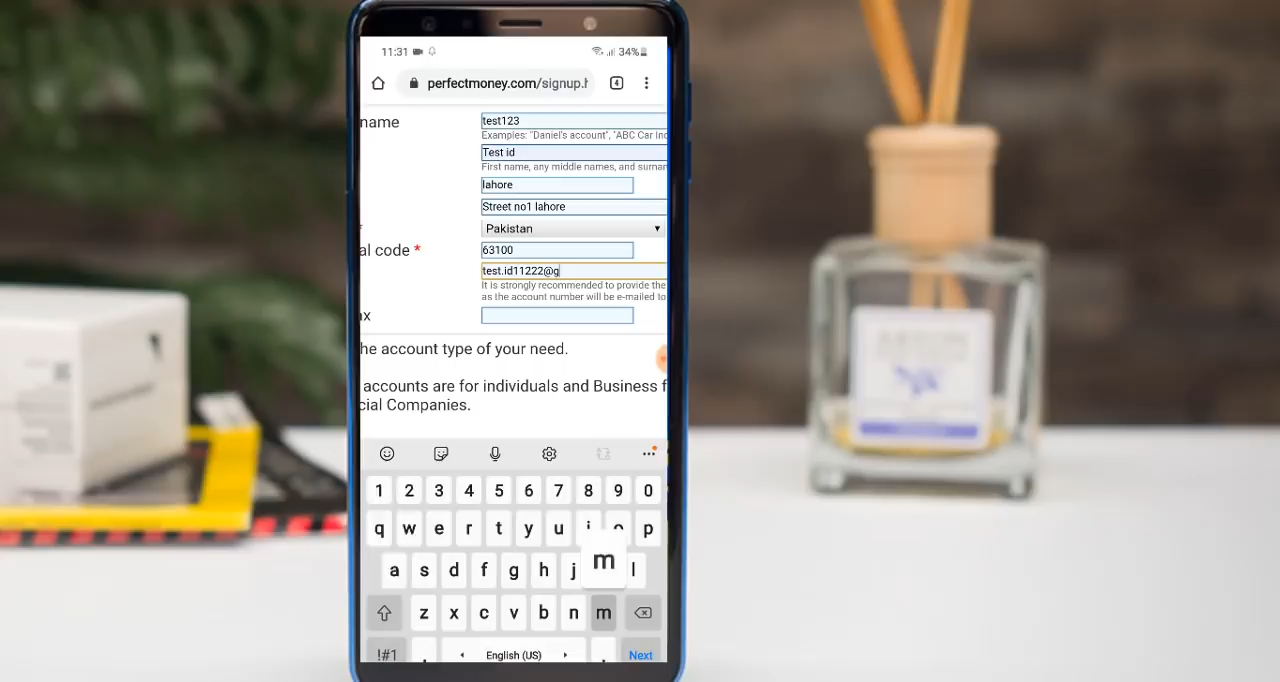 11:31 34%
perfectmoney.com/signup.h 4
name test123
Examples: "Daniel's account", "ABC Car Inc
Test id
First name, any middle names, and surnam
lahore
Street no1 lahore
* Pakistan
al code * 63100
test.id11222@g
It is strongly recommended to provide the
as the account number will be e-mailed to
ax
he account type of your need.
accounts are for individuals and Business f
cial Companies.
1 2 3 4 5 6 7 8 9 0
q w e r t y u i o p
a s d f g h j m l
z x c v b n m
!#1 , English (US) . Next